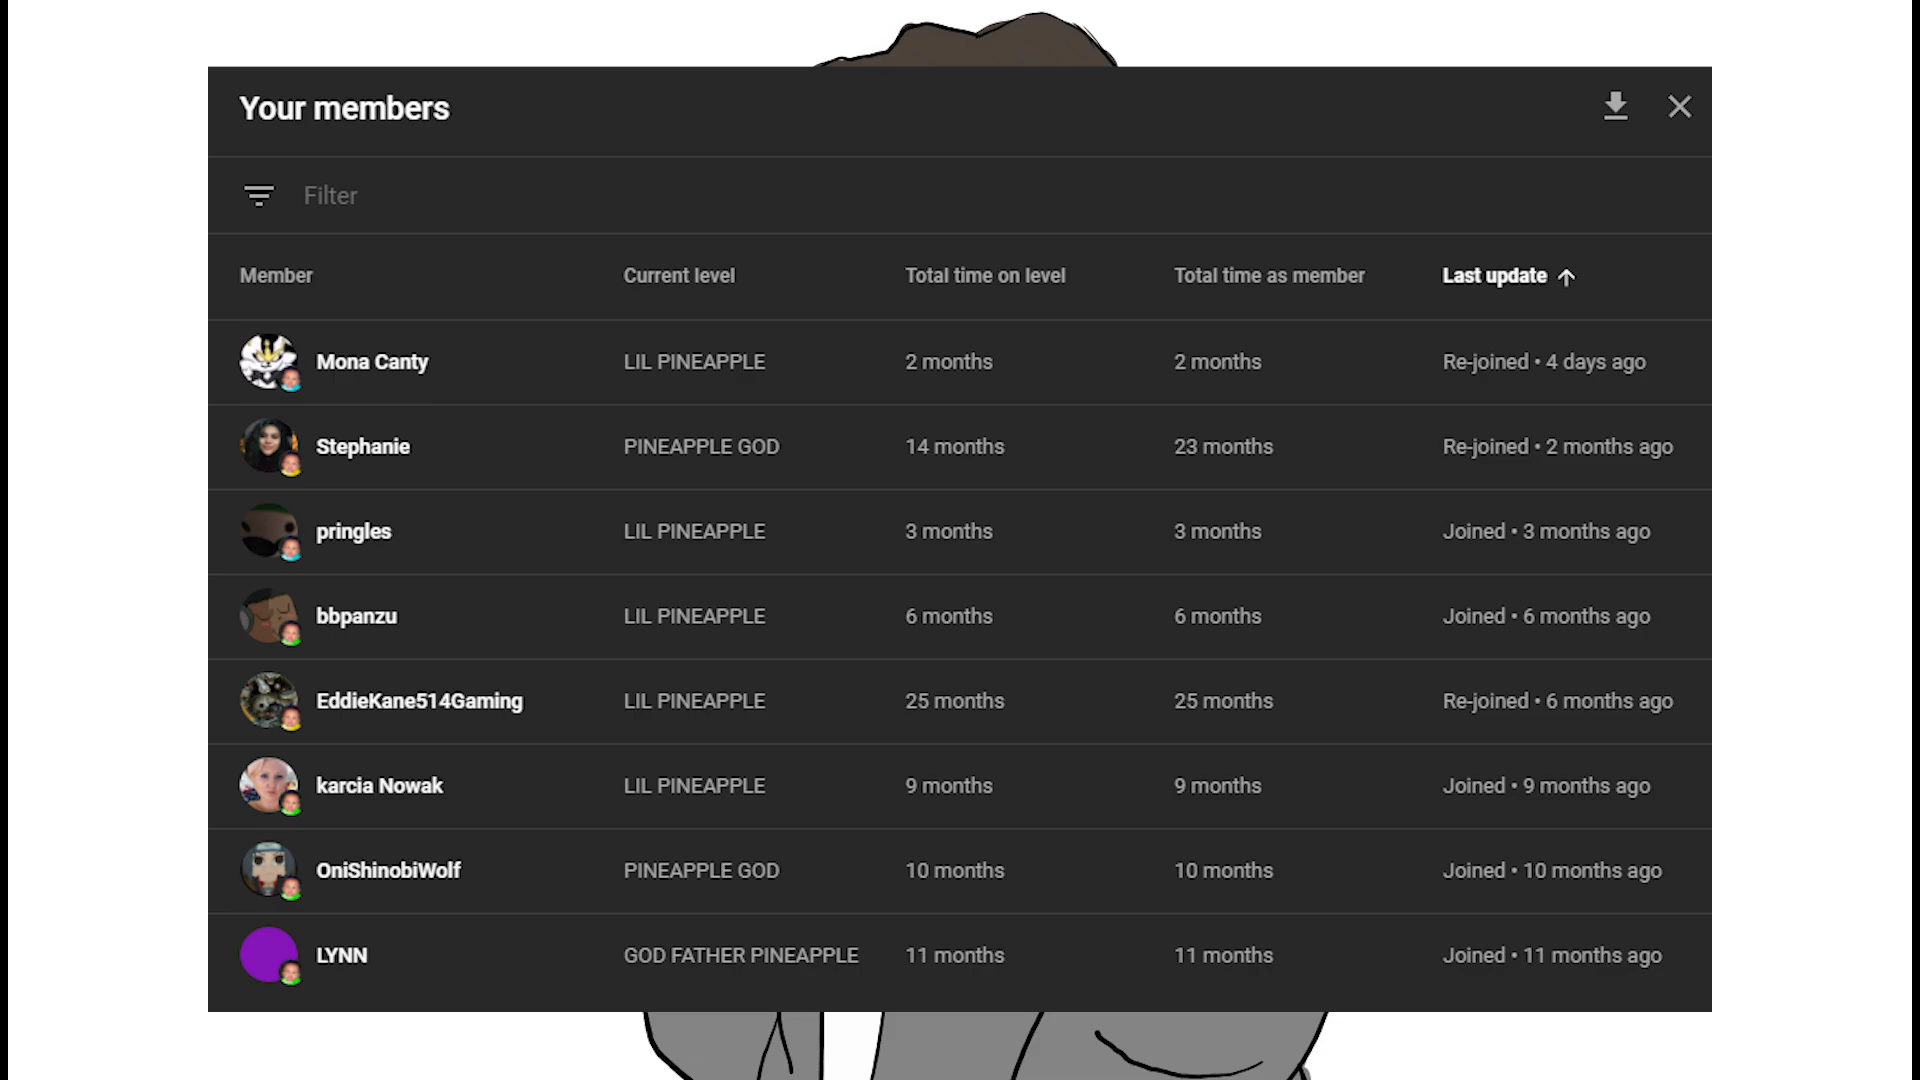 Your members
Filter
Member Current level Total time on level Total time as member Last update
Mona Canty LIL PINEAPPLE 2 months 2 months Re-joined • 4 days ago
Stephanie PINEAPPLE GOD 14 months 23 months Re-joined • 2 months ago
pringles LIL PINEAPPLE 3 months 3 months Joined • 3 months ago
bbpanzu LIL PINEAPPLE 6 months 6 months Joined • 6 months ago
EddieKane514Gaming LIL PINEAPPLE 25 months 25 months Re-joined • 6 months ago
karcia Nowak LIL PINEAPPLE 9 months 9 months Joined • 9 months ago
OniShinobiWolf PINEAPPLE GOD 10 months 10 months Joined • 10 months ago
LYNN GOD FATHER PINEAPPLE 11 months 11 months Joined • 11 months ago